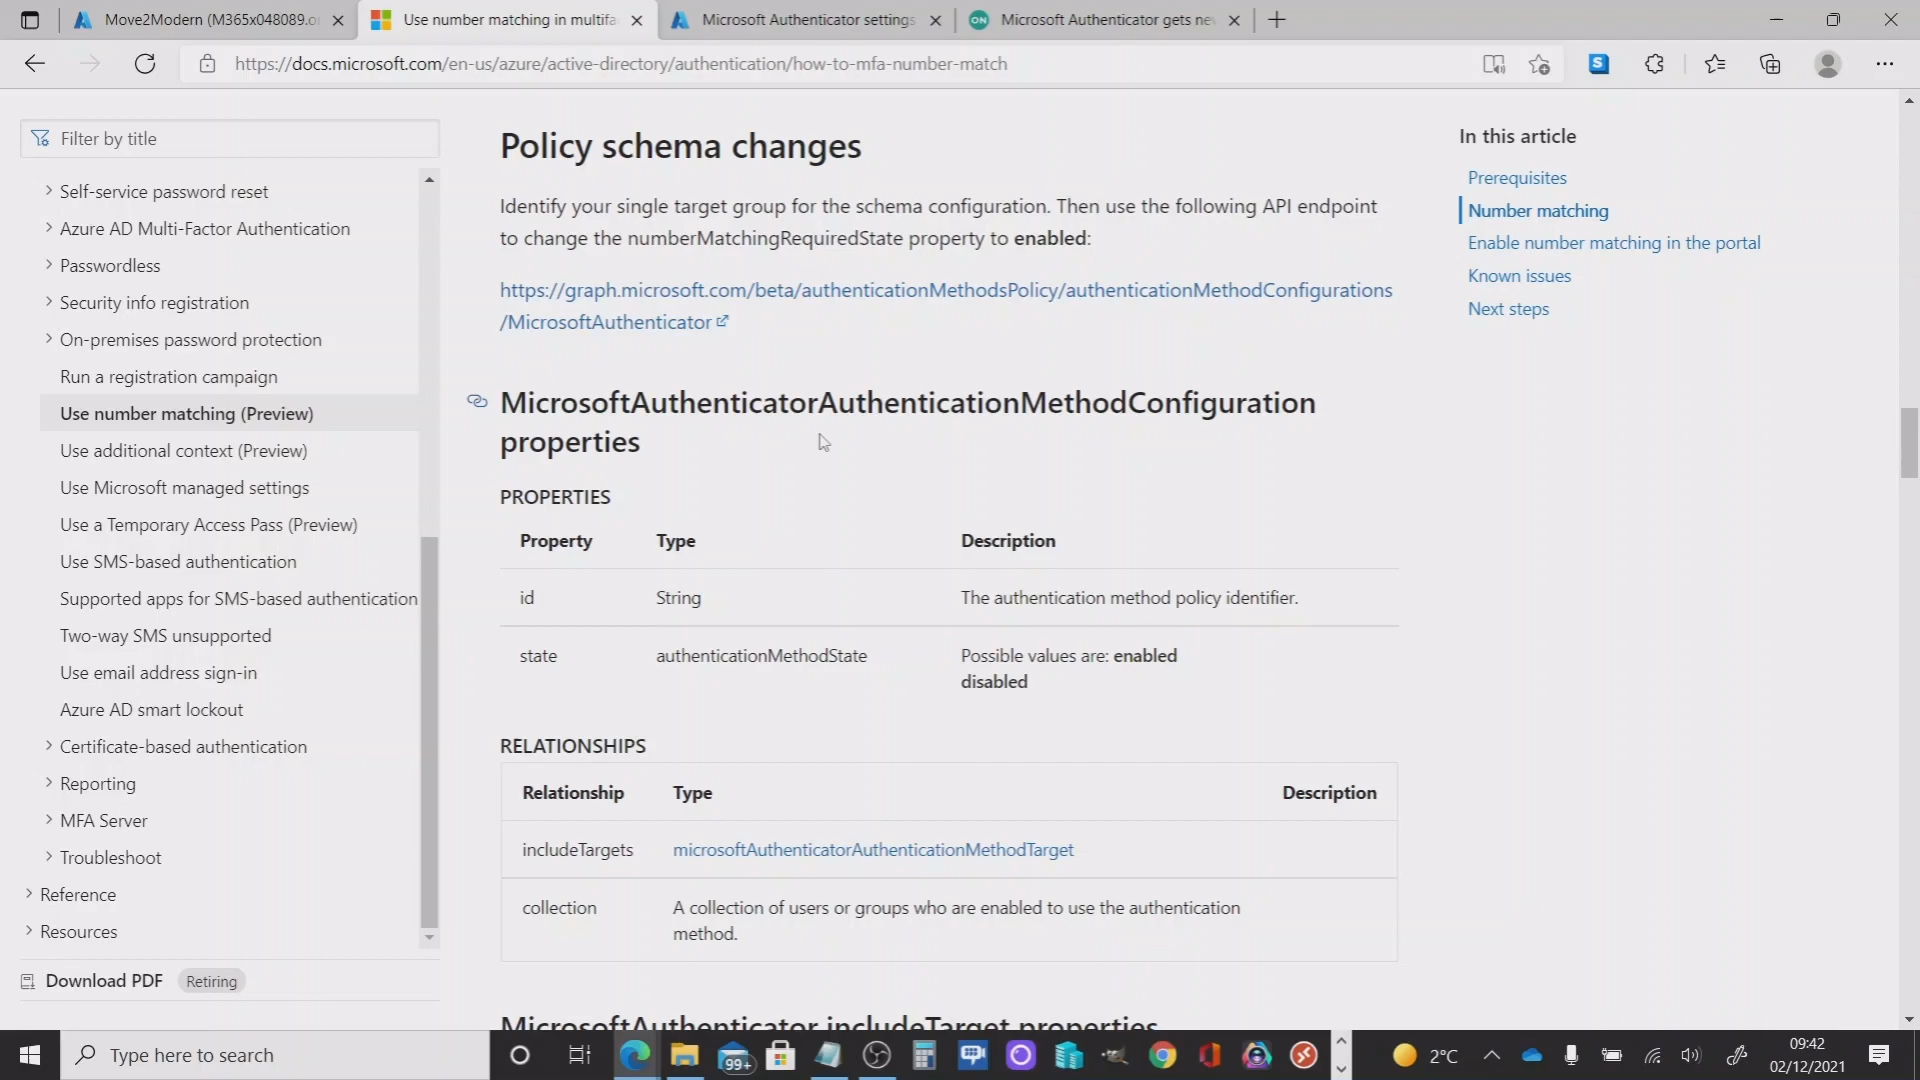 Move2Modern (M365x048089.o
Use number matching in multifa
Microsoft Authenticator settings
ON
Microsoft Authenticator gets ne
https://docs.microsoft.com/en-us/azure/active-directory/authentication/how-to-mfa-number-match
S
Filter by title
Self-service password reset
Azure AD Multi-Factor Authentication
Passwordless
Security info registration
On-premises password protection
Run a registration campaign
Use number matching (Preview)
Use additional context (Preview)
Use Microsoft managed settings
Use a Temporary Access Pass (Preview)
Use SMS-based authentication
Supported apps for SMS-based authentication
Two-way SMS unsupported
Use email address sign-in
Azure AD smart lockout
Certificate-based authentication
Reporting
MFA Server
Troubleshoot
Reference
Resources
Download PDF Retiring
Policy schema changes
Identify your single target group for the schema configuration. Then use the following API endpoint
to change the numberMatchingRequiredState property to enabled:
https://graph.microsoft.com/beta/authenticationMethodsPolicy/authenticationMethodConfigurations
/MicrosoftAuthenticator
MicrosoftAuthenticatorAuthenticationMethodConfiguration
properties
PROPERTIES
Property Type Description
id String The authentication method policy identifier.
state authenticationMethodState Possible values are: enabled
disabled
RELATIONSHIPS
Relationship Type Description
includeTargets microsoftAuthenticatorAuthenticationMethodTarget
collection A collection of users or groups who are enabled to use the authentication
method.
MicrosoftAuthenticator includeTarget properties
In this article
Prerequisites
Number matching
Enable number matching in the portal
Known issues
Next steps
Type here to search
99+
2°C
09:42
02/12/2021